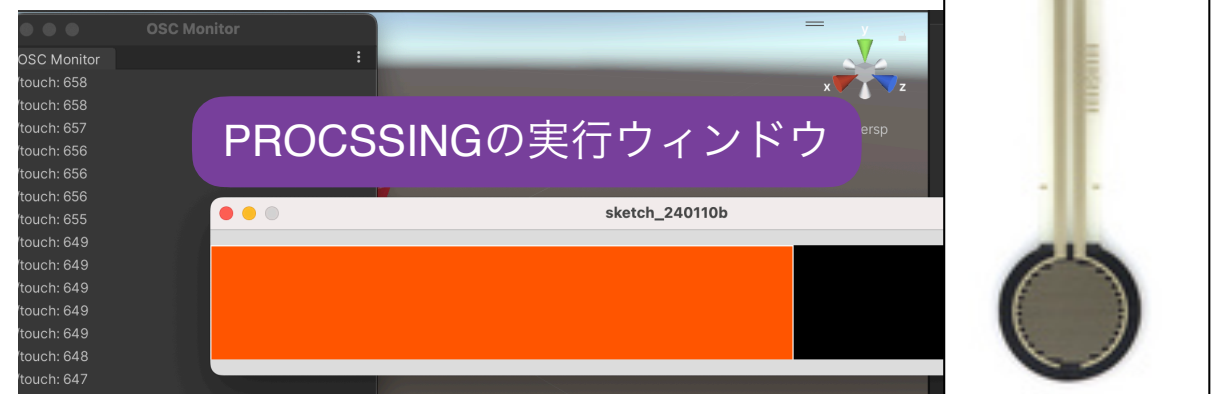 OSC Monitor
OSC Monitor
/touch: 658
/touch: 658
/touch: 657
/touch: 656
/touch: 656
/touch: 656
/touch: 655
/touch: 649
/touch: 649
/touch: 649
/touch: 649
/touch: 649
/touch: 648
/touch: 647
y
x
z
ersp
PROCSSINGの実行ウィンドウ
sketch_240110b